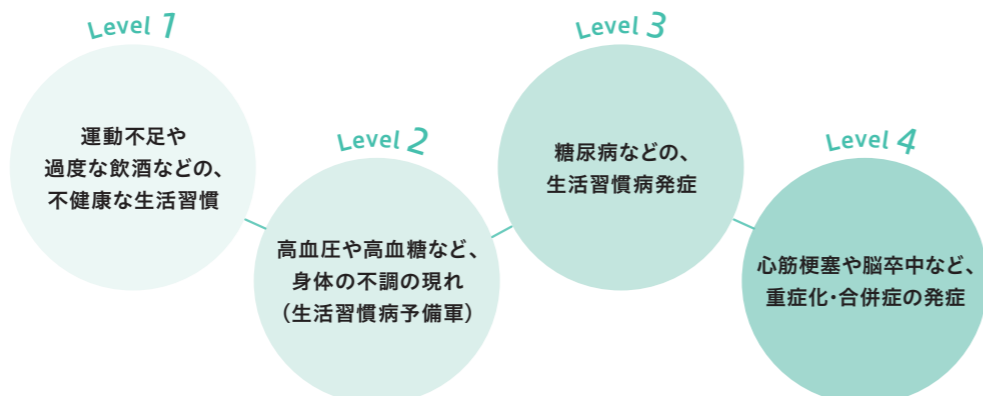 Level 1
運動不足や
過度な飲酒などの、
不健康な生活習慣
Level 2
高血圧や高血糖など、
身体の不調の現れ
（生活習慣病予備軍）
Level 3
糖尿病などの、
生活習慣病発症
Level 4
心筋梗塞や脳卒中など、
重症化・合併症の発症